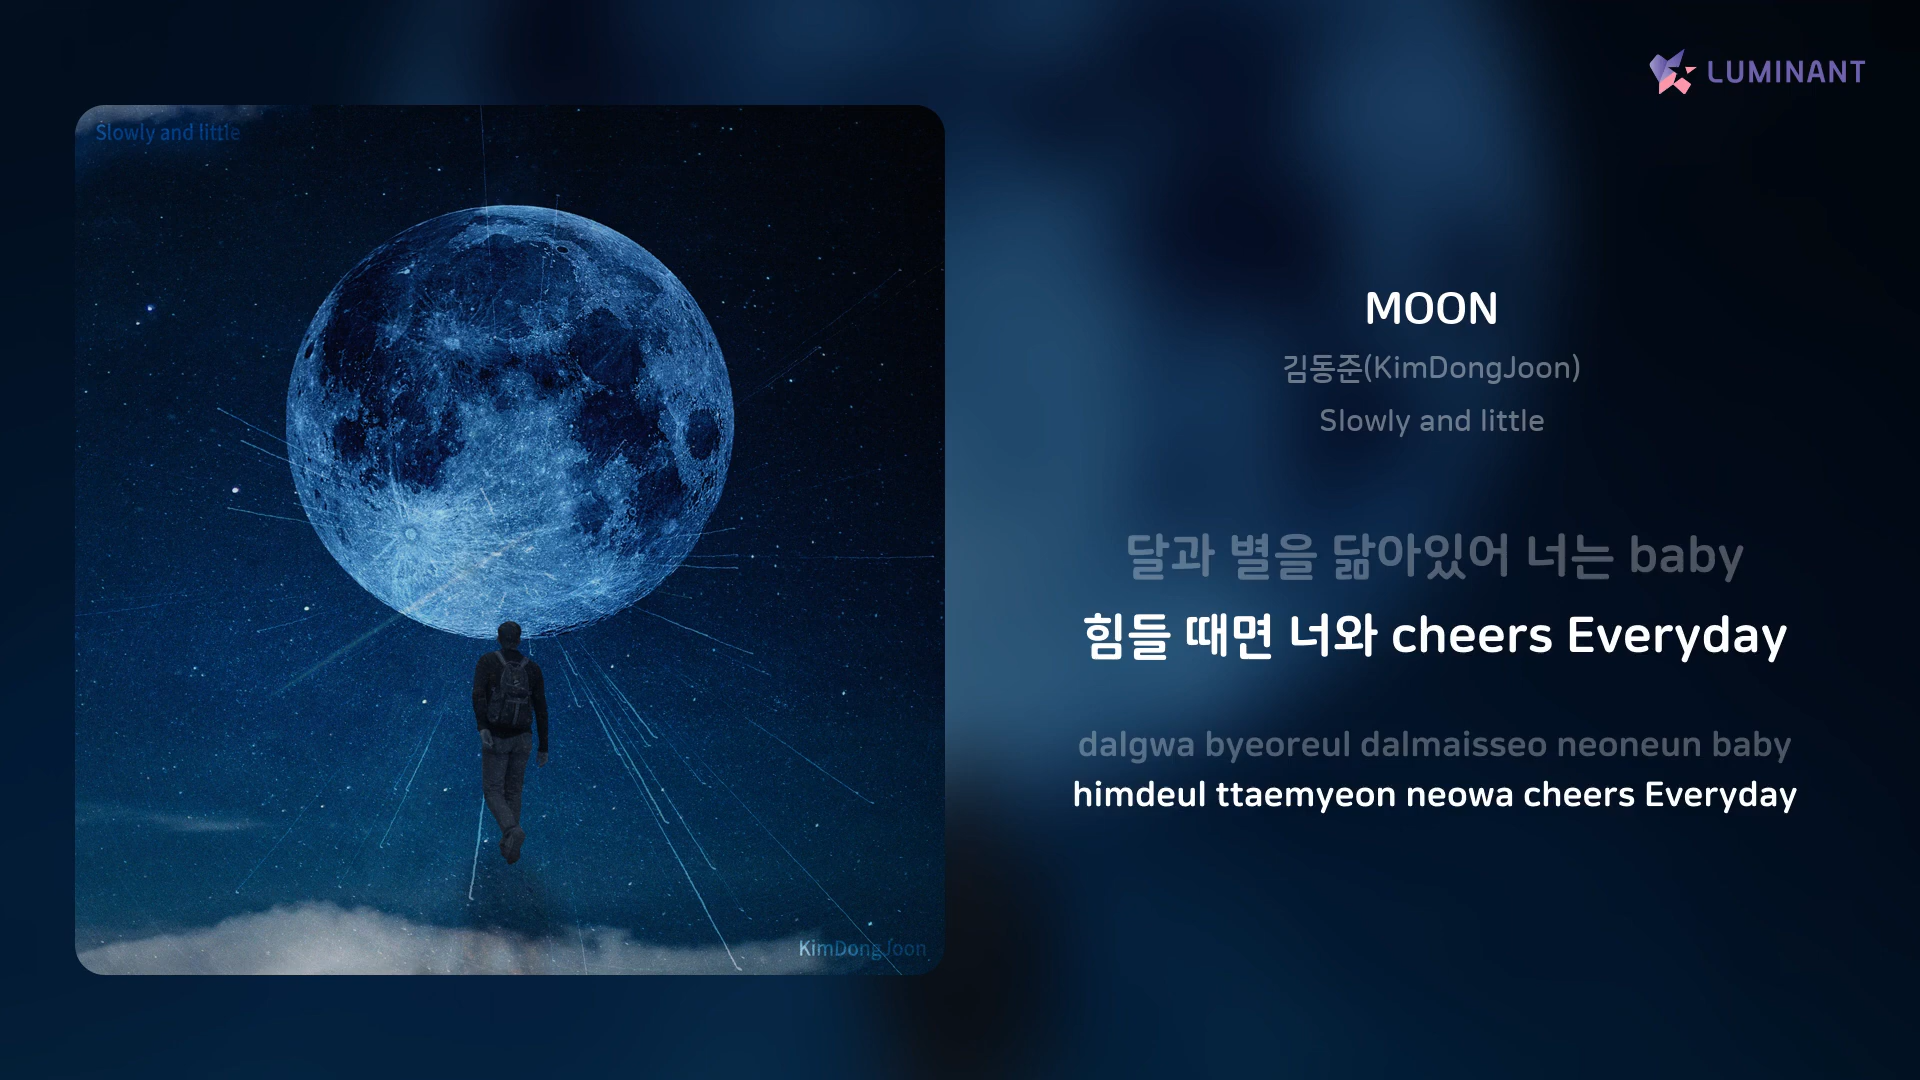 LUMINANT
Slowly and little
KimDongJoon
MOON
김동준(KimDongJoon)
Slowly and little
달과 별을 닮아있어 너는 baby
힘들 때면 너와 cheers Everyday
dalgwa byeoreul dalmaisseo neoneun baby
himdeul ttaemyeon neowa cheers Everyday